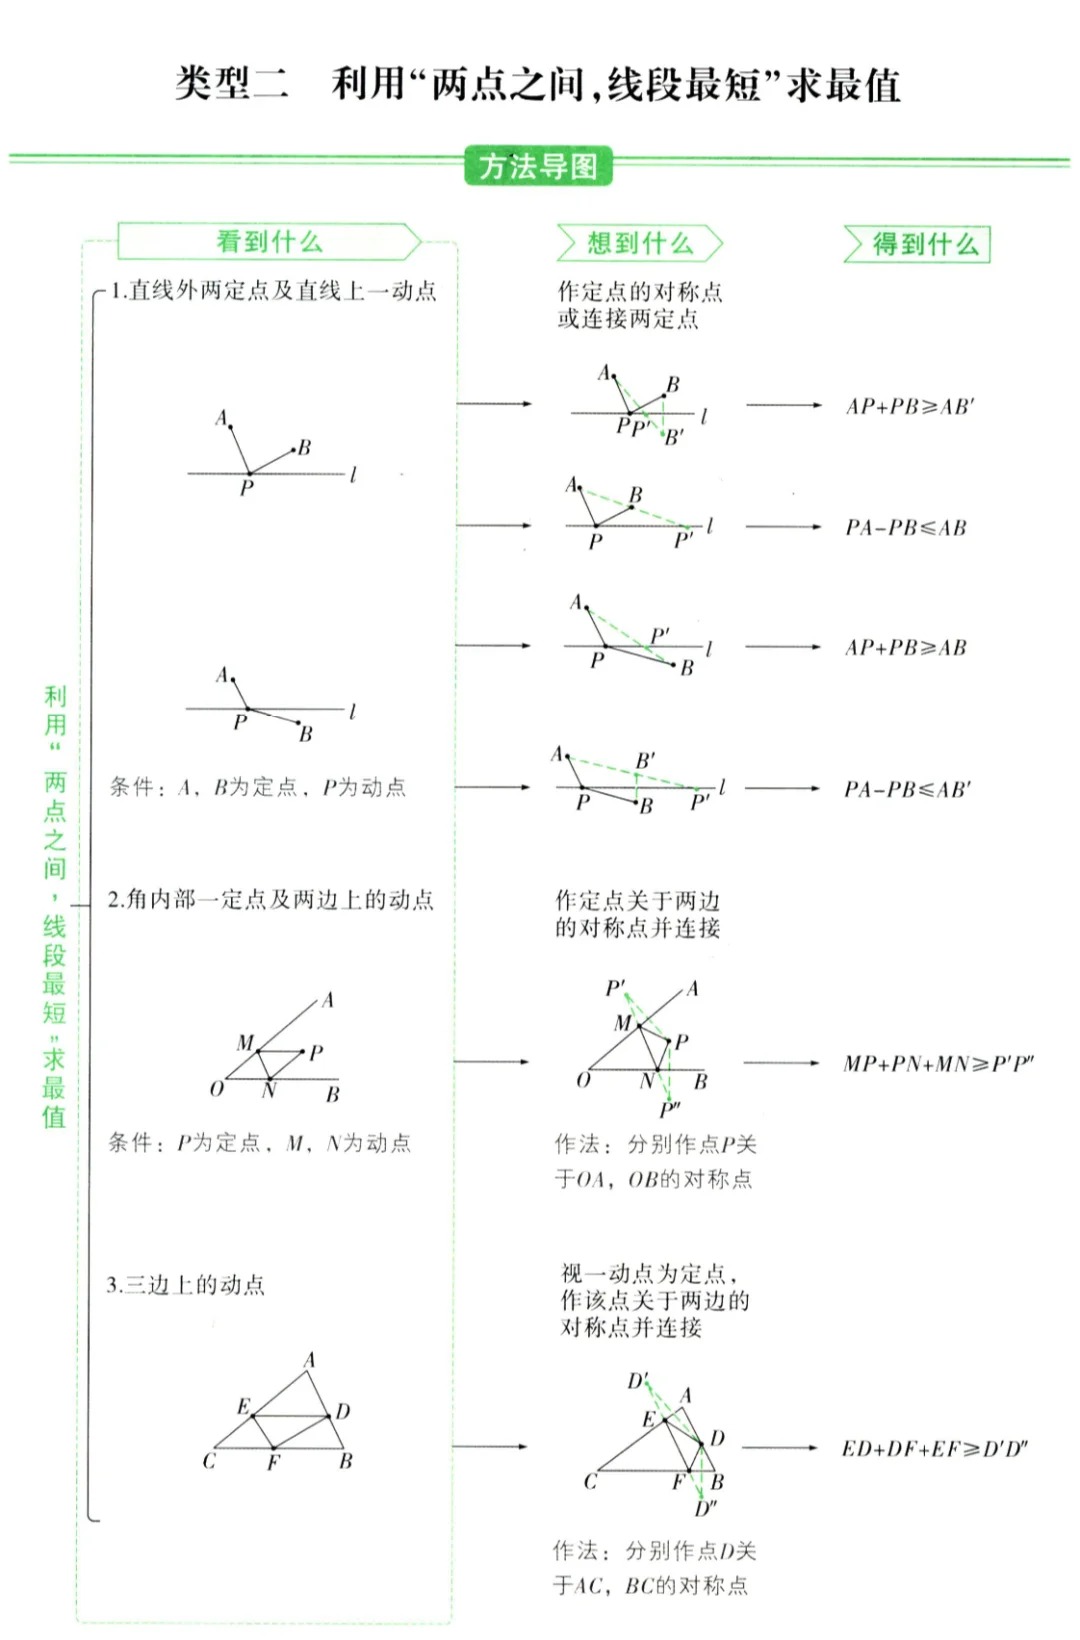 类型二　利用“两点之间,线段最短”求最值
方法导图
看到什么
想到什么
得到什么
利用“两点之间，线段最短”求最值
1.直线外两定点及直线上一动点
作定点的对称点
或连接两定点
A
B
P
l
A
B
P
P′
B′
l
AP+PB≥AB′
A
B
P
P′
l
PA-PB≤AB
A
P
B
l
A
P′
P
B
l
AP+PB≥AB
条件：A，B为定点，P为动点
A
B′
P
B
P′
l
PA-PB≤AB′
2.角内部一定点及两边上的动点
作定点关于两边
的对称点并连接
A
M
P
O
N
B
P′
A
M
P
O
N
B
P″
MP+PN+MN≥P′P″
条件：P为定点，M，N为动点
作法：分别作点P关
于OA，OB的对称点
3.三边上的动点
视一动点为定点，
作该点关于两边的
对称点并连接
A
E
D
C
F
B
D′
A
E
D
C
F
B
D″
ED+DF+EF≥D′D″
作法：分别作点D关
于AC，BC的对称点